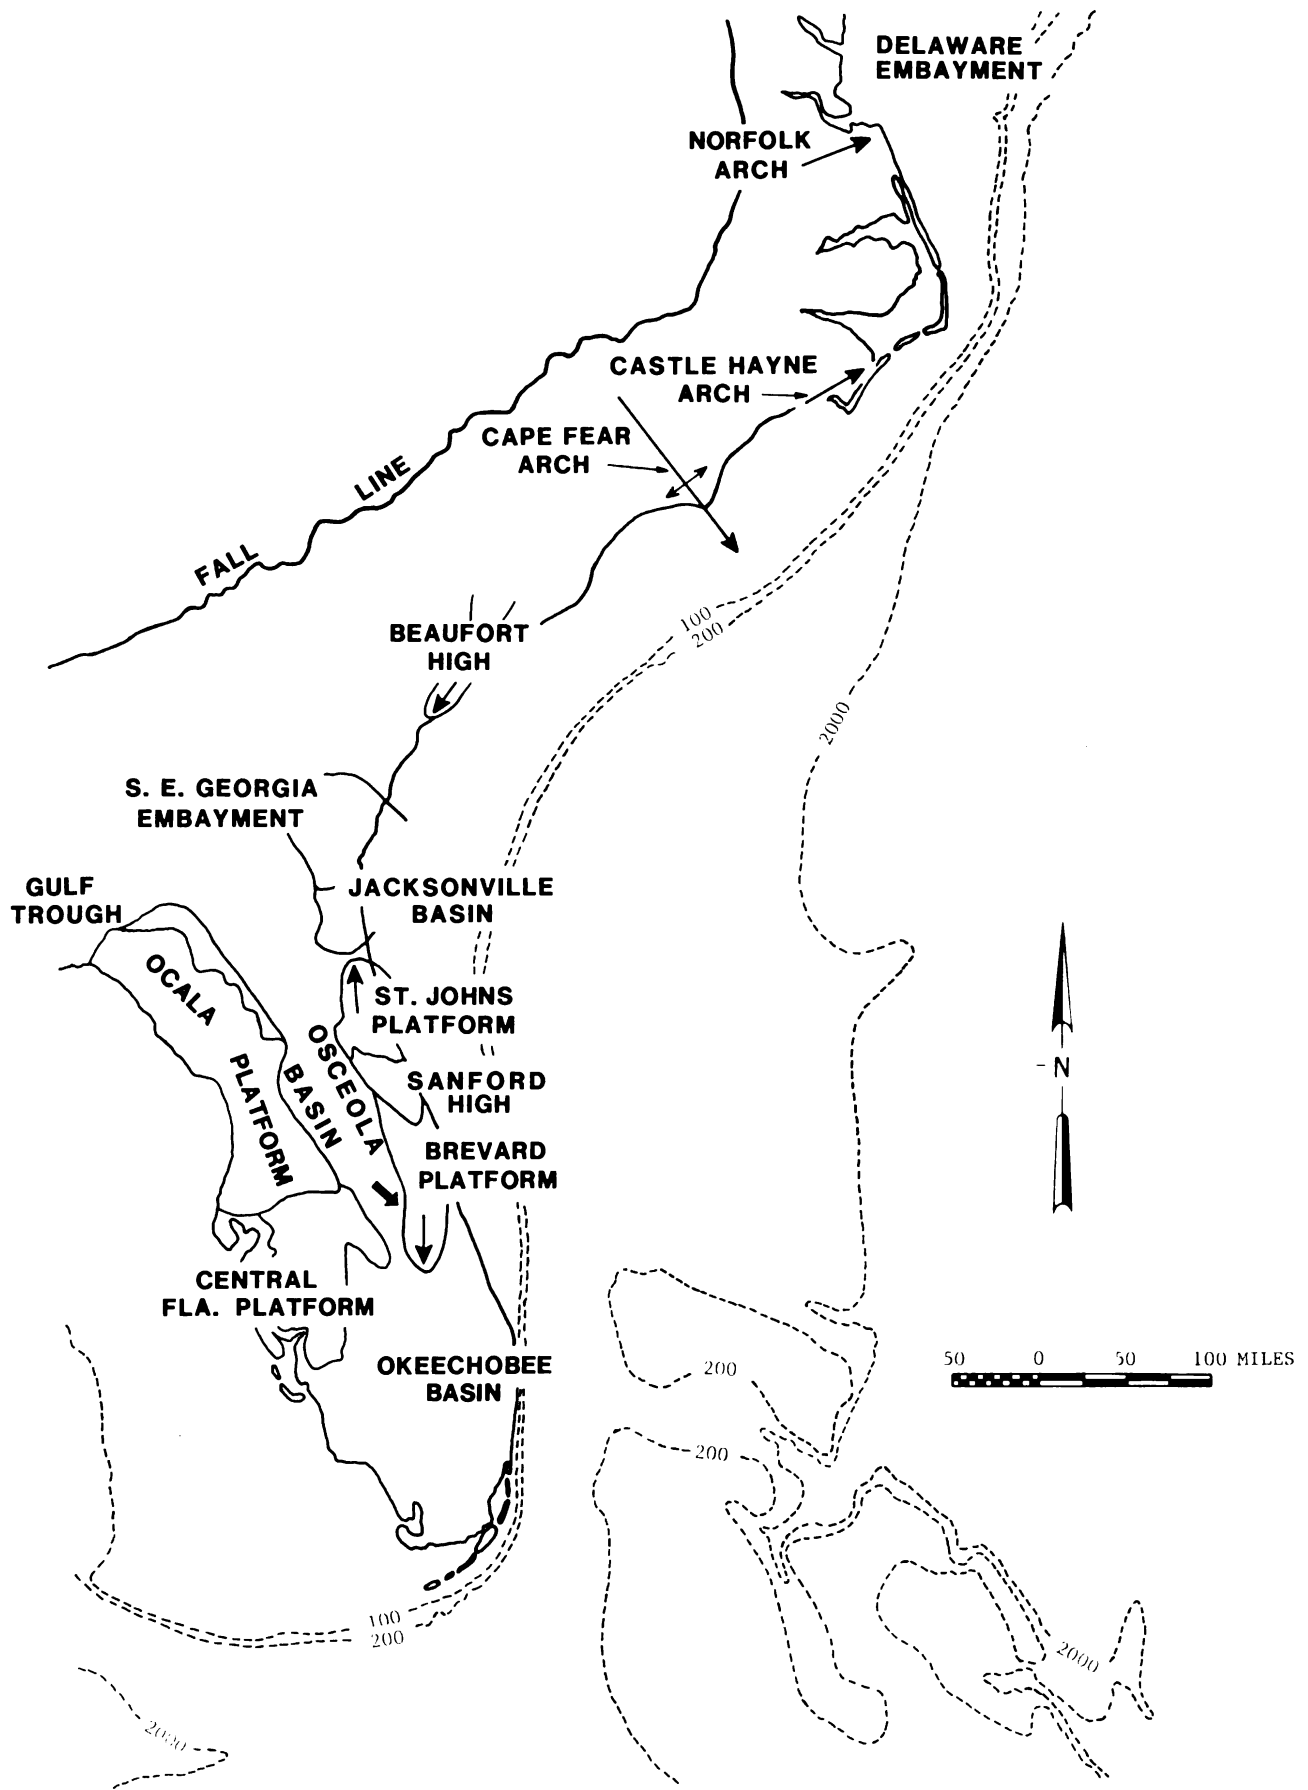 DELAWARE
EMBAYMENT
NORFOLK
ARCH
CASTLE HAYNE
ARCH
CAPE FEAR
ARCH
FALL LINE
100
200
BEAUFORT
HIGH
2000
S. E. GEORGIA
EMBAYMENT
GULF
TROUGH
JACKSONVILLE
BASIN
OCALA
PLATFORM
ST. JOHNS
PLATFORM
OSCEOLA
BASIN
N
SANFORD
HIGH
BREVARD
PLATFORM
CENTRAL
FLA. PLATFORM
OKEECHOBEE
BASIN
50 0 50 100 MILES
200
200
100
200
2000
2000